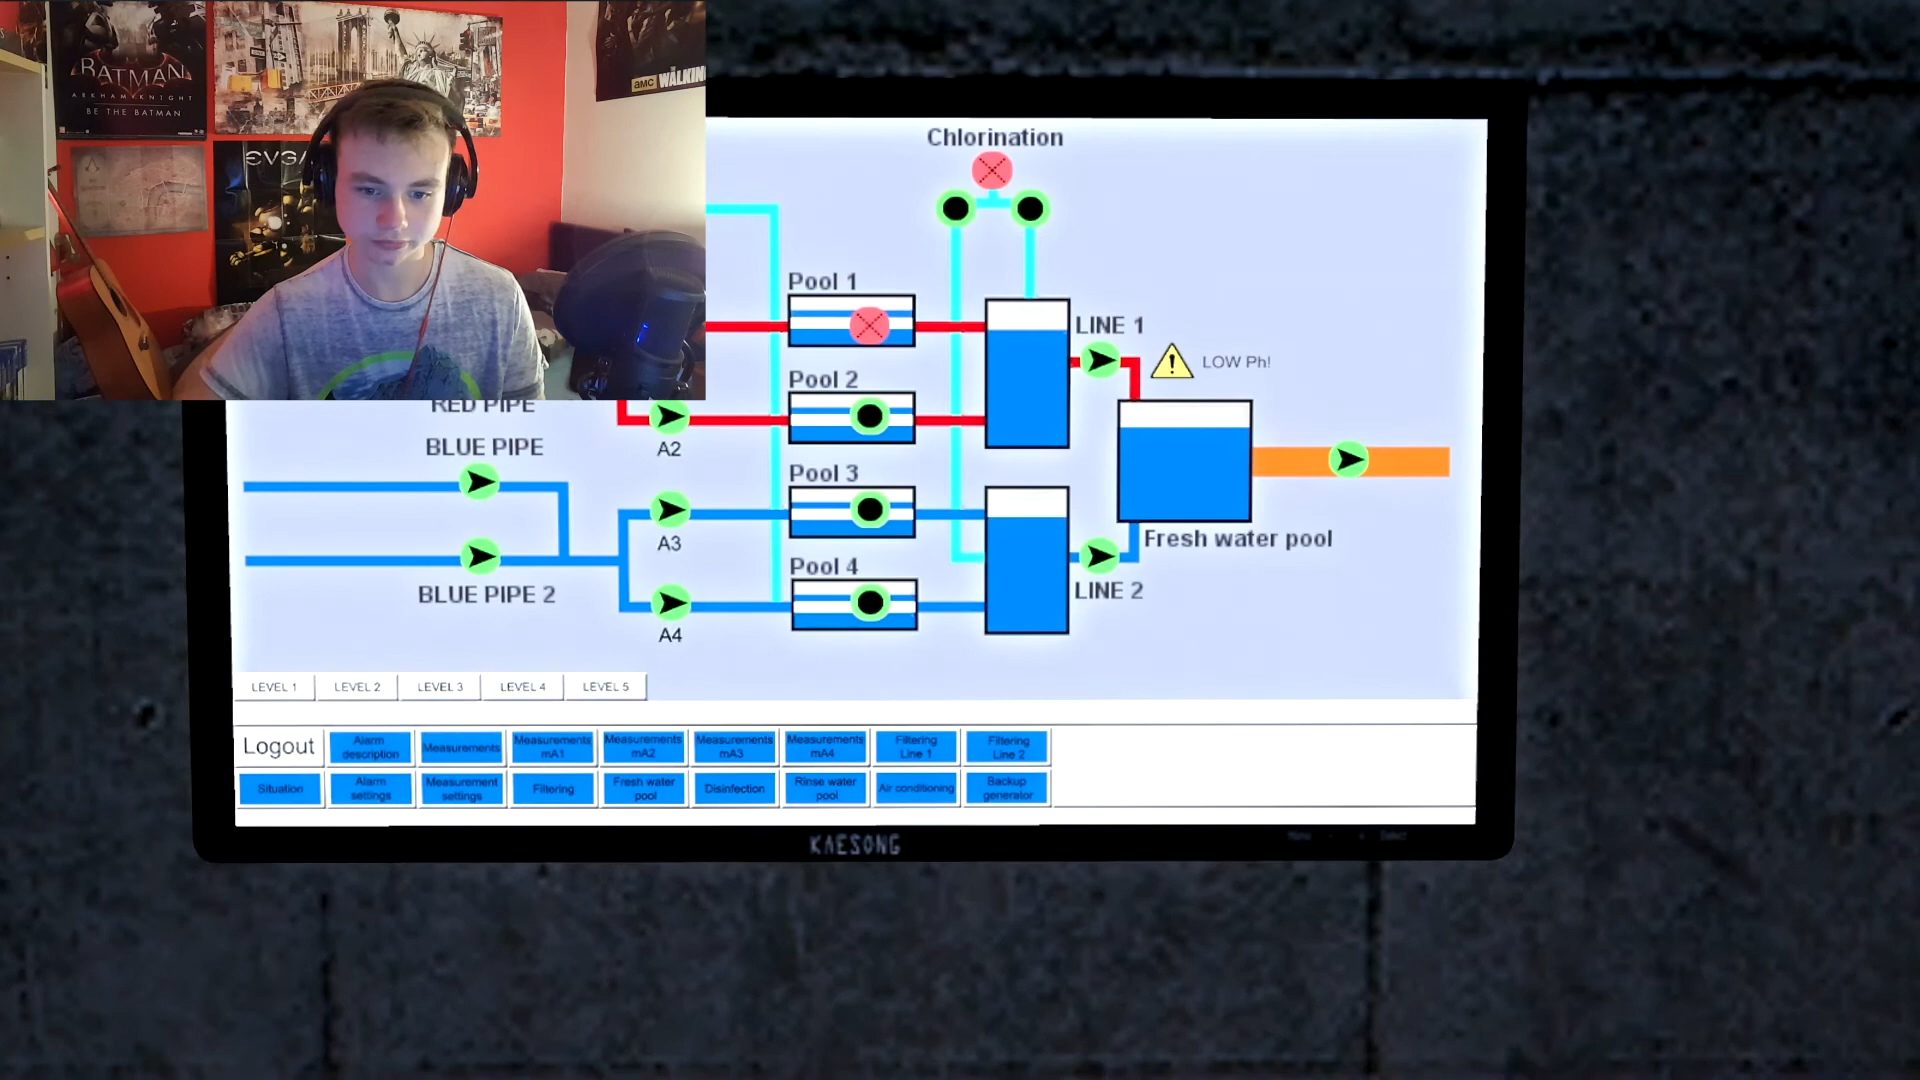 BATMAN
ARKHAM KNIGHT
BE THE BATMAN
EVGA
amc WALKIN
Chlorination
Pool 1
LINE 1
LOW Ph!
Pool 2
RED PIPE
BLUE PIPE
A2
Pool 3
A3
Fresh water pool
Pool 4
BLUE PIPE 2
LINE 2
A4
LEVEL 1 LEVEL 2 LEVEL 3 LEVEL 4 LEVEL 5
Logout
Alarm description
Measurements
Measurements mA1
Measurements mA2
Measurements mA3
Measurements mA4
Filtering Line 1
Filtering Line 2
Situation
Alarm settings
Measurement settings
Filtering
Fresh water pool
Disinfection
Rinse water pool
Air conditioning
Backup generator
KAESONG